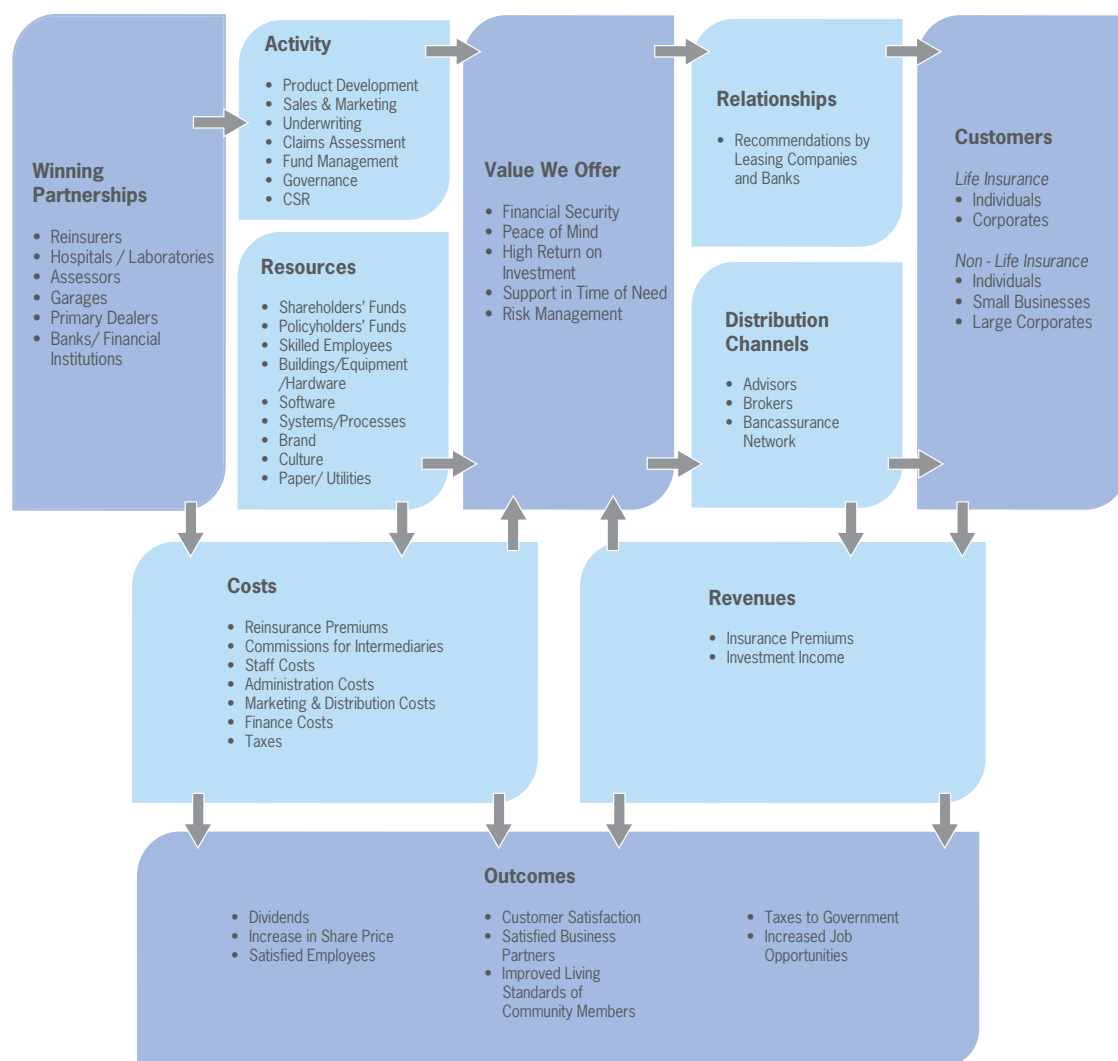 Winning
Partnerships
• Reinsurers
• Hospitals / Laboratories
• Assessors
• Garages
• Primary Dealers
• Banks/ Financial
Institutions
Activity
• Product Development
• Sales & Marketing
• Underwriting
• Claims Assessment
• Fund Management
• Governance
• CSR
Resources
• Shareholders’ Funds
• Policyholders’ Funds
• Skilled Employees
• Buildings/Equipment
/Hardware
• Software
• Systems/Processes
• Brand
• Culture
• Paper/ Utilities
Value We Offer
• Financial Security
• Peace of Mind
• High Return on
Investment
• Support in Time of Need
• Risk Management
Relationships
• Recommendations by
Leasing Companies
and Banks
Distribution
Channels
• Advisors
• Brokers
• Bancassurance
Network
Customers
Life Insurance
• Individuals
• Corporates
Non - Life Insurance
• Individuals
• Small Businesses
• Large Corporates
Costs
• Reinsurance Premiums
• Commissions for Intermediaries
• Staff Costs
• Administration Costs
• Marketing & Distribution Costs
• Finance Costs
• Taxes
Revenues
• Insurance Premiums
• Investment Income
Outcomes
• Dividends
• Increase in Share Price
• Satisfied Employees
• Customer Satisfaction
• Satisfied Business
Partners
• Improved Living
Standards of
Community Members
• Taxes to Government
• Increased Job
Opportunities